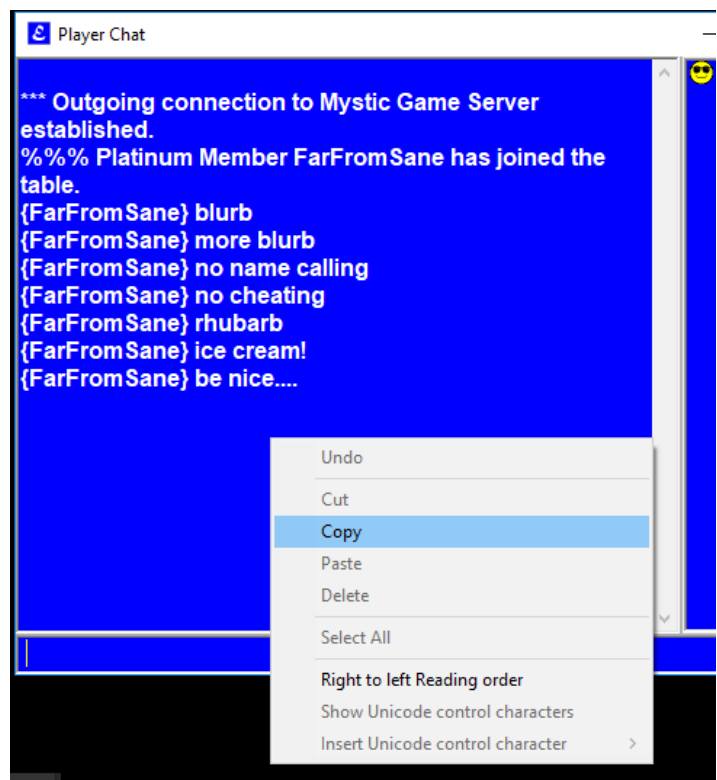 Player Chat
*** Outgoing connection to Mystic Game Server
established.
%%% Platinum Member FarFromSane has joined the
table.
{FarFromSane} blurb
{FarFromSane} more blurb
{FarFromSane} no name calling
{FarFromSane} no cheating
{FarFromSane} rhubarb
{FarFromSane} ice cream!
{FarFromSane} be nice....
Undo
Cut
Copy
Paste
Delete
Select All
Right to left Reading order
Show Unicode control characters
Insert Unicode control character